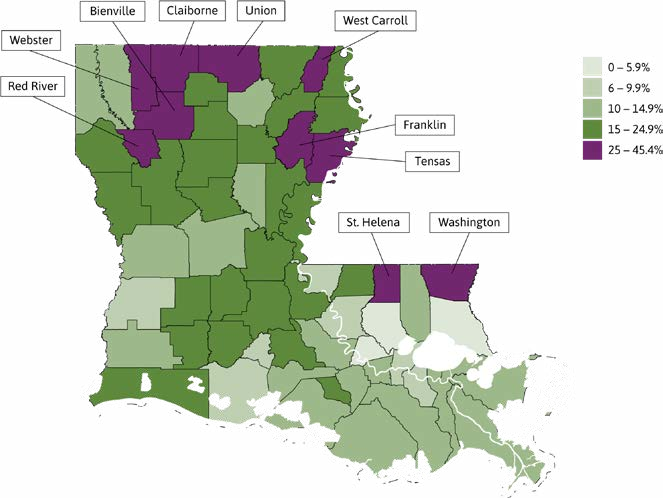 Bienville
Claiborne
Union
West Carroll
Webster
Red River
Franklin
Tensas
St. Helena
Washington
0 – 5.9%
6 – 9.9%
10 – 14.9%
15 – 24.9%
25 – 45.4%